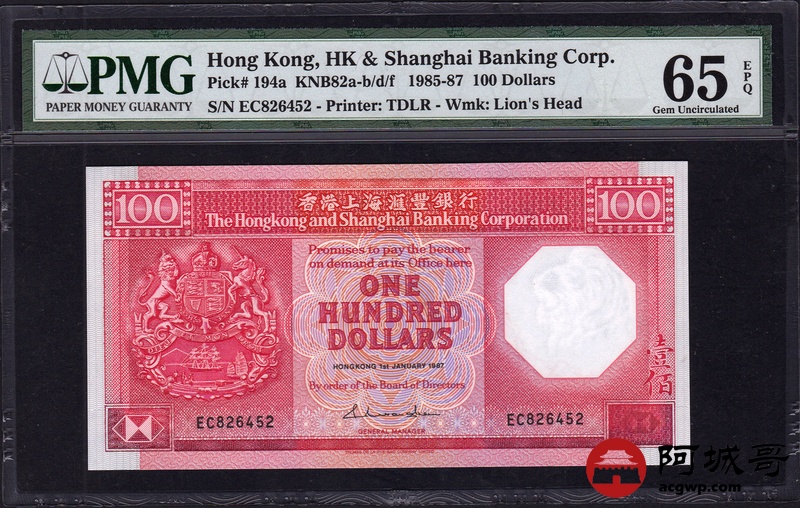 PMG
PAPER MONEY GUARANTY
Hong Kong, HK & Shanghai Banking Corp.
Pick# 194a KNB82a-b/d/f 1985-87 100 Dollars
S/N EC826452 - Printer: TDLR - Wmk: Lion's Head
65 EPQ
Gem Uncirculated
100
香港上海滙豐銀行
100
The Hongkong and Shanghai Banking Corporation
Promises to pay the bearer
on demand at its Office here
ONE
HUNDRED
DOLLARS
HONGKONG 1st JANUARY 1987
By order of the Board of Directors
GENERAL MANAGER
EC826452
EC826452
壹佰
阿城哥
acgwp.com